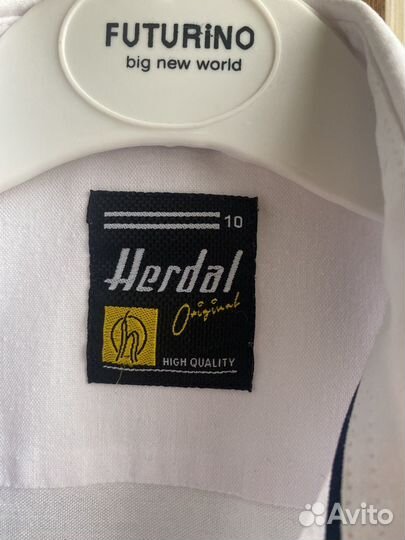 FUTURiNO
big new world
10
Herdal
Original
h
HIGH QUALITY
Avito